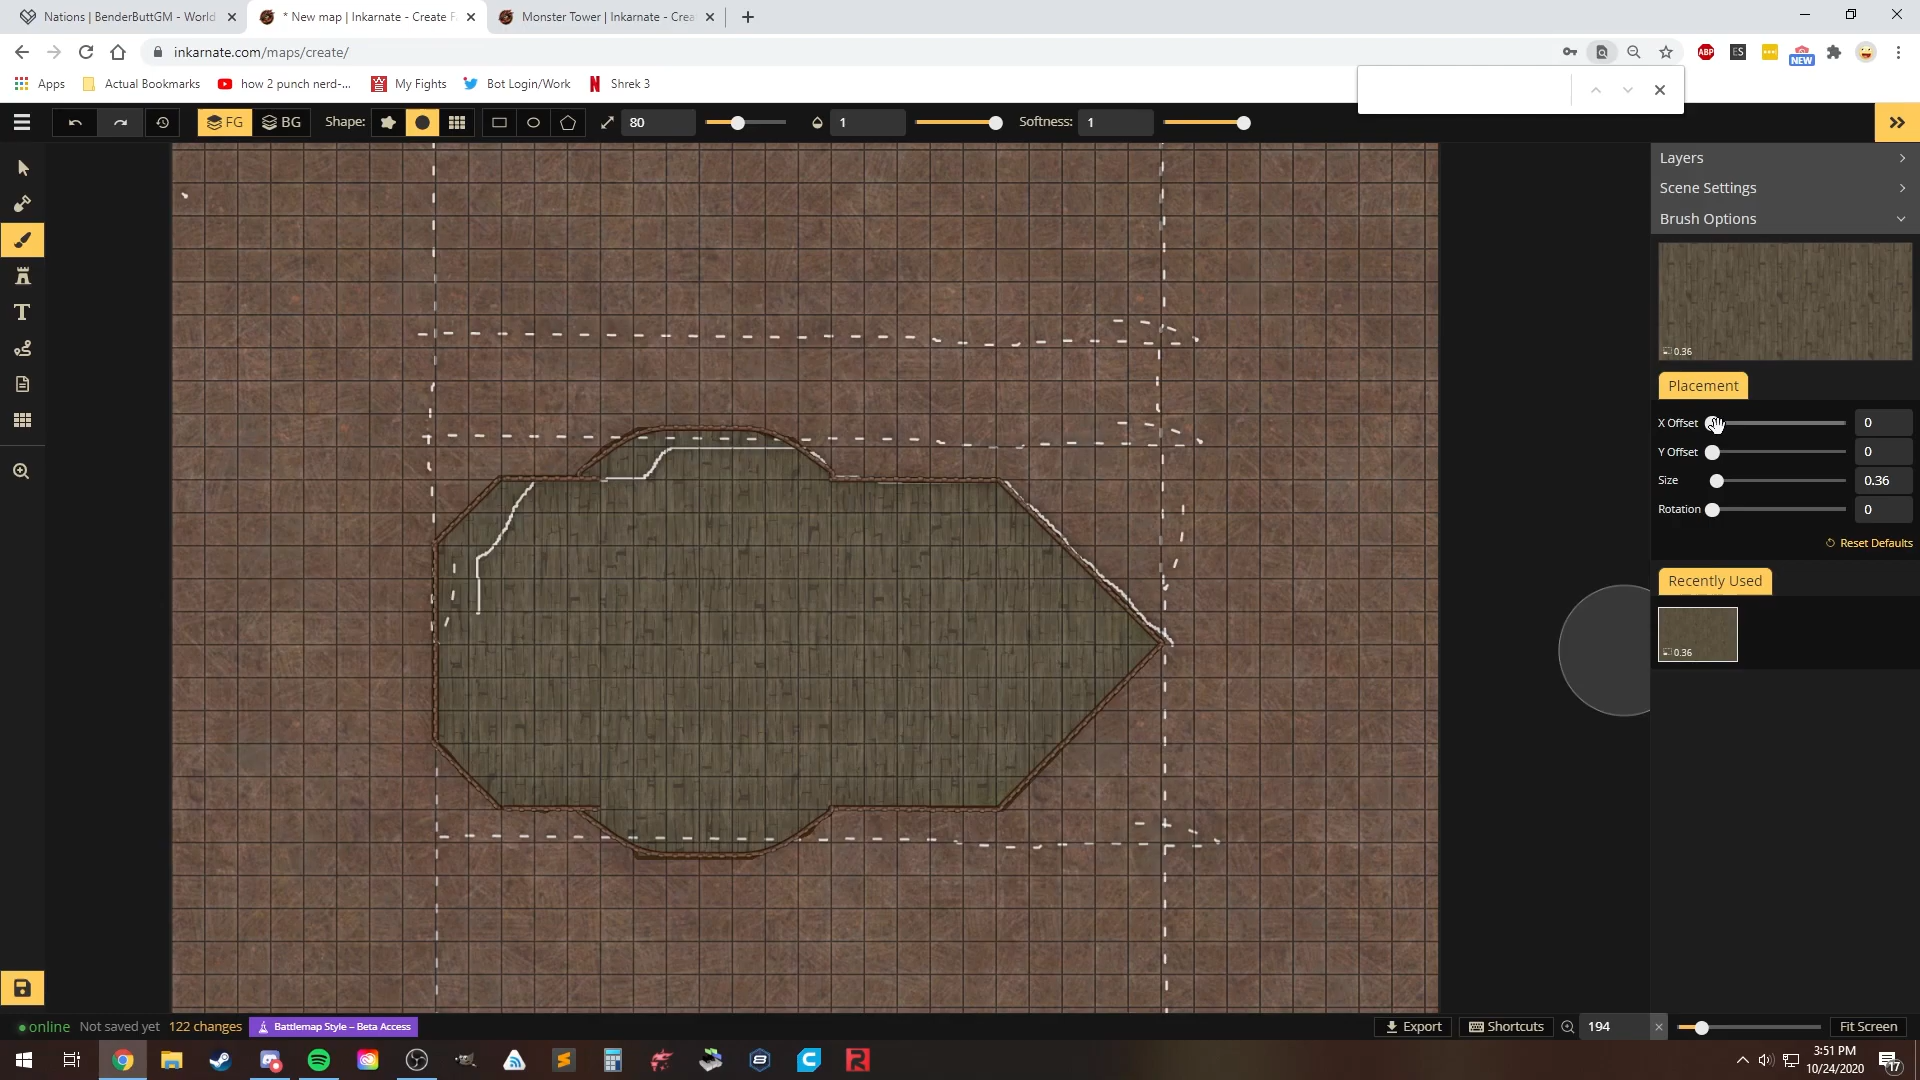 Nations | BenderButtGM - World
* New map | Inkarnate - Create F
Monster Tower | Inkarnate - Crea
inkarnate.com/maps/create/
ABP
ES
NEW
Apps
Actual Bookmarks
how 2 punch nerd-...
My Fights
Bot Login/Work
Shrek 3
FG
BG
Shape:
80
1
Softness:
1
Layers
Scene Settings
Brush Options
0.36
Placement
X Offset
0
Y Offset
0
Size
0.36
Rotation
0
Reset Defaults
Recently Used
0.36
online
Not saved yet
122 changes
Battlemap Style – Beta Access
Export
Shortcuts
194
Fit Screen
3:51 PM
10/24/2020
17